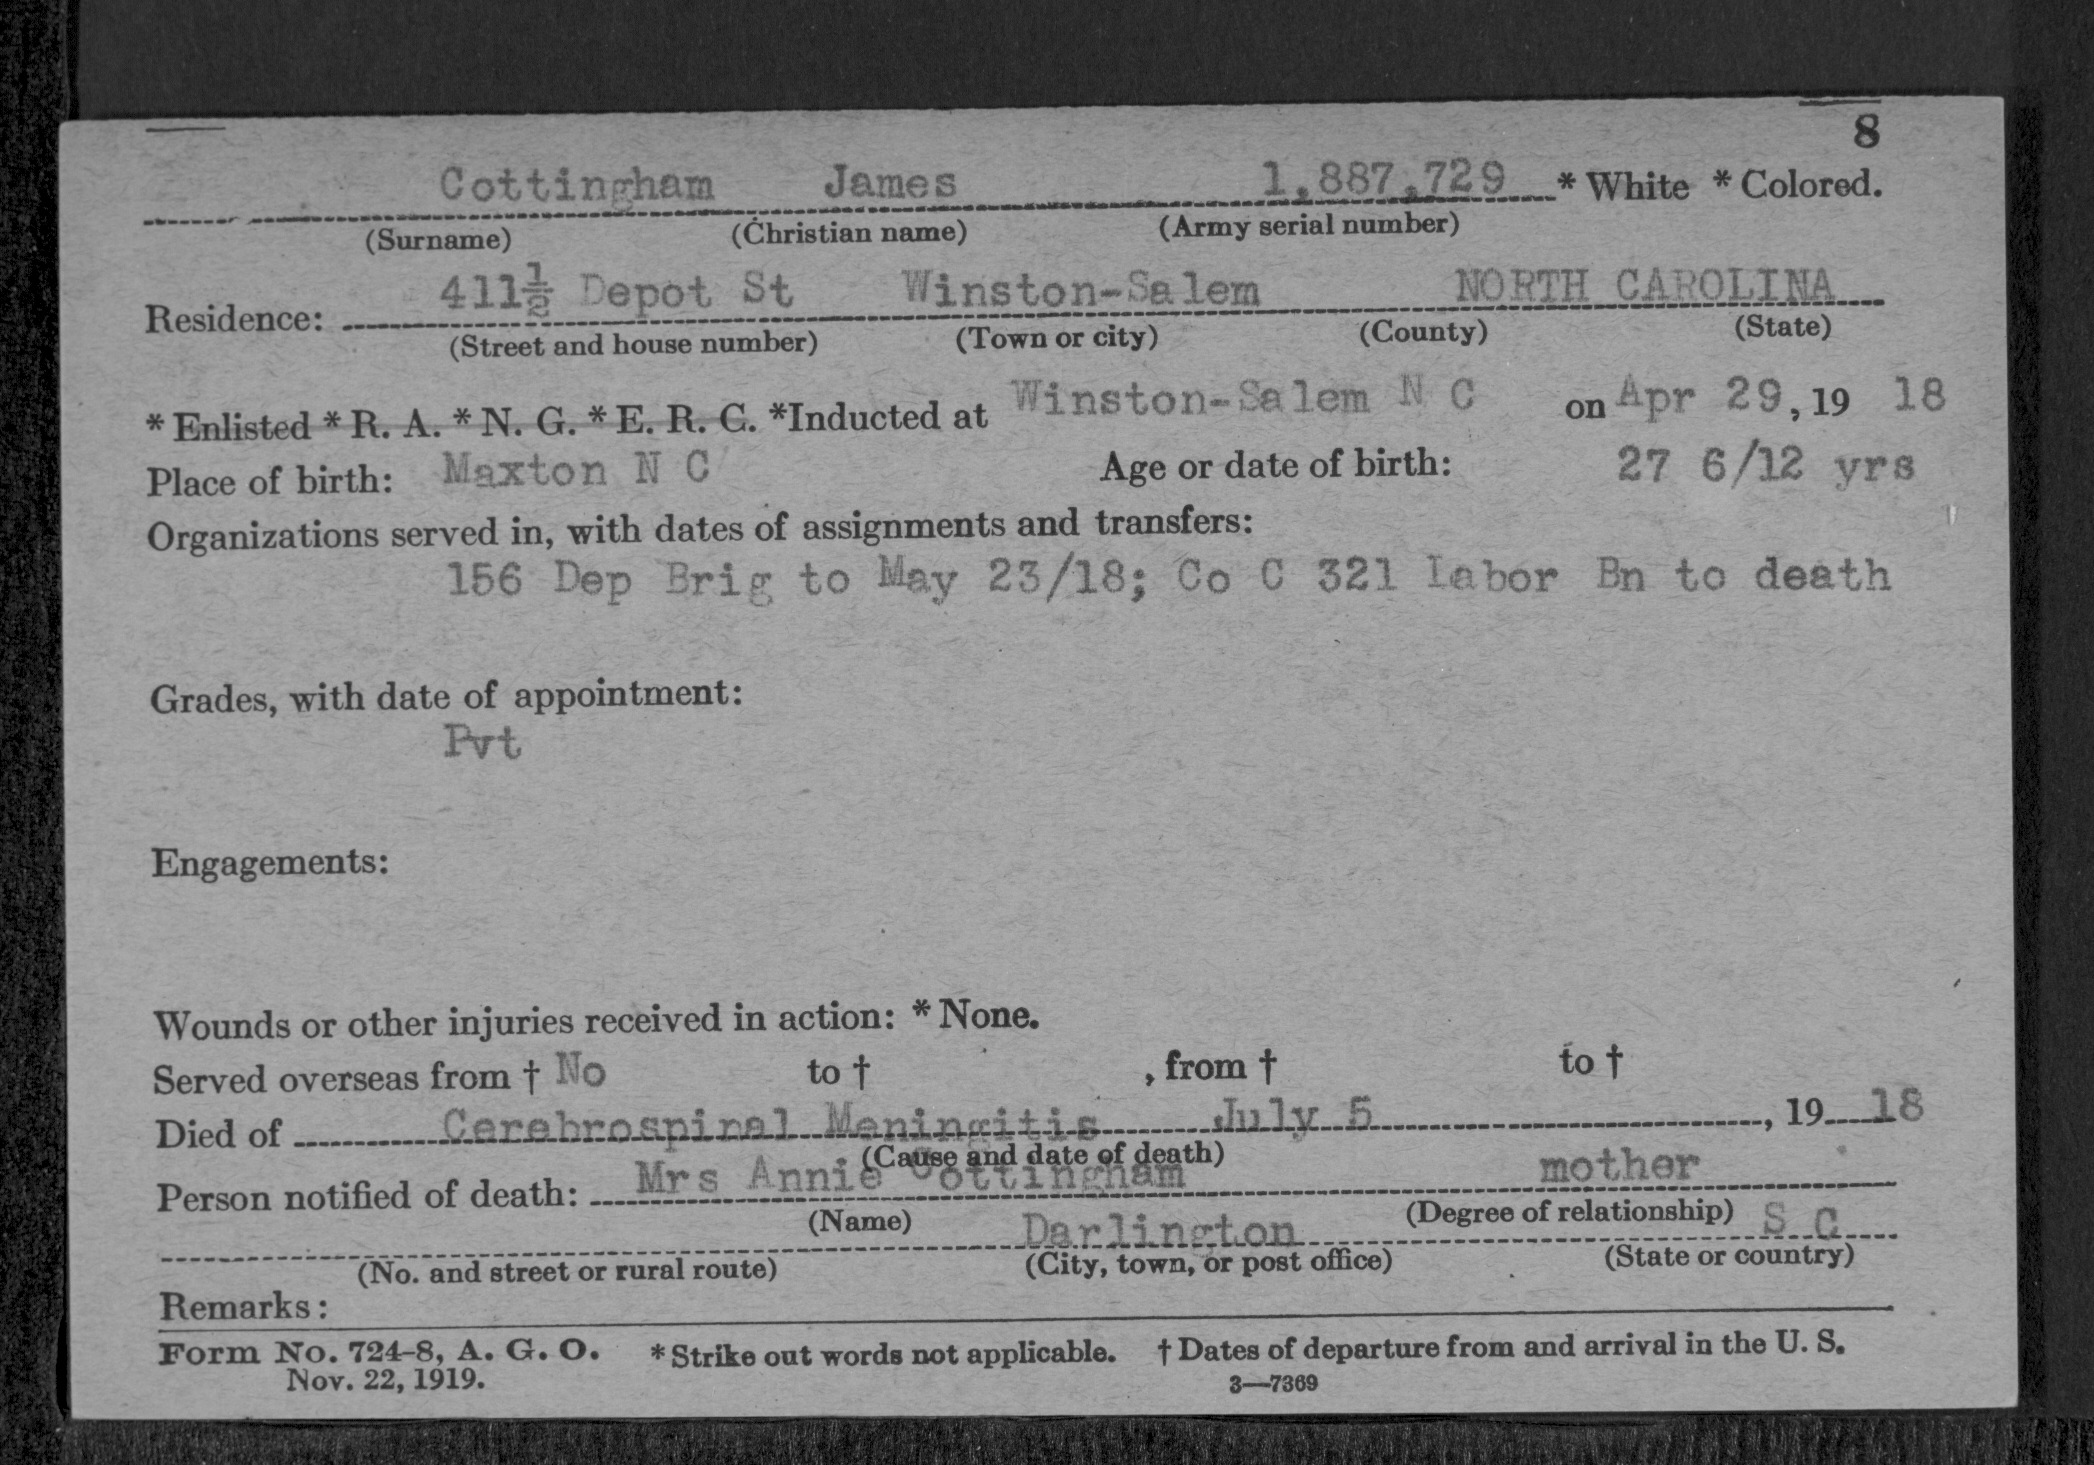 8
Cottingham James 1,887,729 * White * Colored.
(Surname) (Christian name) (Army serial number)
Residence: 411½ Depot St Winston-Salem NORTH CAROLINA
(Street and house number) (Town or city) (County) (State)
* Enlisted * R. A. * N. G. * E. R. C. *Inducted at Winston-Salem N C on Apr 29, 19 18
Place of birth: Maxton N C Age or date of birth: 27 6/12 yrs
Organizations served in, with dates of assignments and transfers:
156 Dep Brig to May 23/18; Co C 321 Labor Bn to death
Grades, with date of appointment:
Pvt
Engagements:
Wounds or other injuries received in action: * None.
Served overseas from † No to † , from † to †
Died of Cerebrospinal Meningitis July 5, 19 18
(Cause and date of death)
Person notified of death: Mrs Annie Cottingham mother
(Name) (Degree of relationship)
Darlington S C
(No. and street or rural route) (City, town, or post office) (State or country)
Remarks:
Form No. 724-8, A. G. O. * Strike out words not applicable. † Dates of departure from and arrival in the U. S.
Nov. 22, 1919. 3—7369